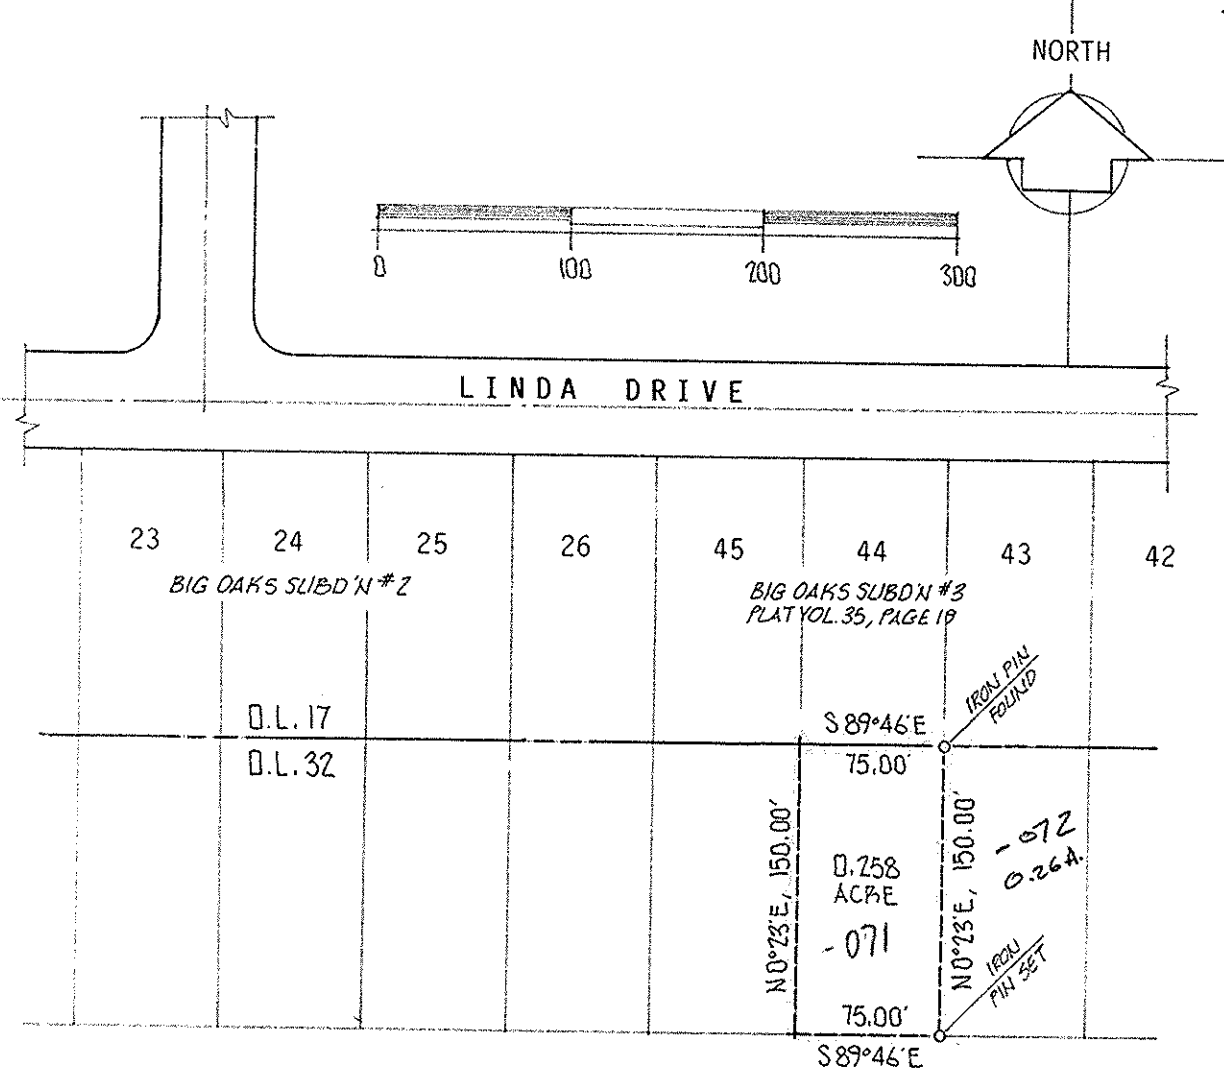 NORTH
0 100 200 300
LINDA DRIVE
23 24 25 26 45 44 43 42
BIG OAKS SUBD'N #2
BIG OAKS SUBD'N #3
PLAT VOL. 35, PAGE
IRON PIN
FOUND
O.L. 17
O.L. 32
S 89°46'E
75.00'
N 0°23'E, 150.00'
0.258
ACRE
-071
N 0°23'E, 150.00'
-072
0.26A.
IRON
PIN SET
75.00'
S 89°46'E